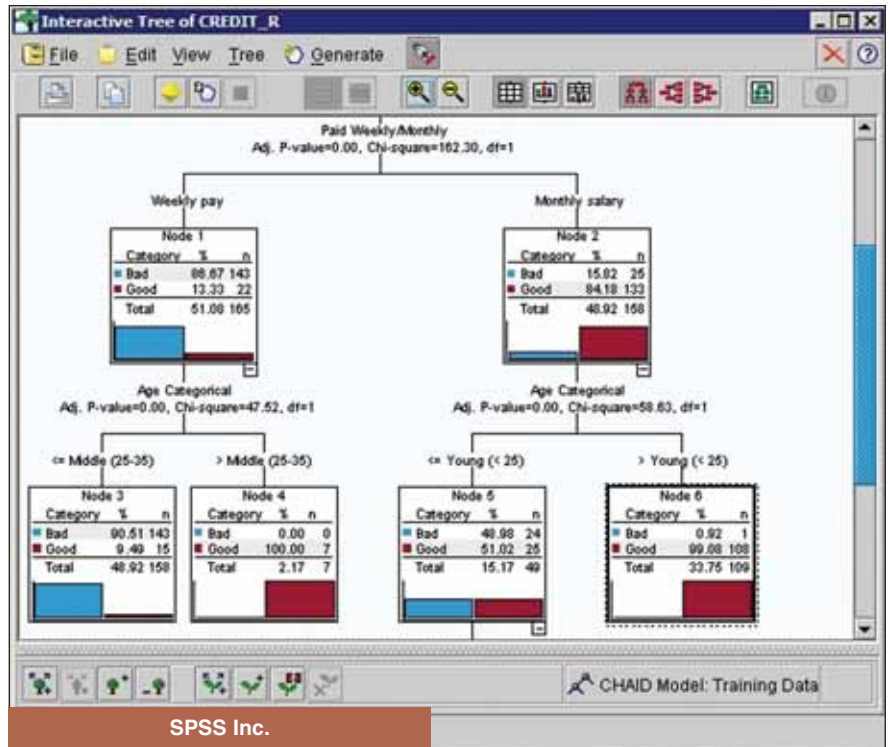 Interactive Tree of CREDIT_R
File Edit View Tree Generate
Paid Weekly/Monthly
Adj. P-value=0.00, Chi-square=162.30, df=1
Weekly pay
Monthly salary
Node 1
Category % n
Bad 86.67 143
Good 13.33 22
Total 51.08 165
Node 2
Category % n
Bad 15.82 25
Good 84.18 133
Total 48.92 158
Age Categorical
Adj. P-value=0.00, Chi-square=47.52, df=1
Age Categorical
Adj. P-value=0.00, Chi-square=58.63, df=1
<= Middle (25-35)
> Middle (25-35)
<= Young (< 25)
> Young (< 25)
Node 3
Category % n
Bad 90.51 143
Good 9.49 15
Total 48.92 158
Node 4
Category % n
Bad 0.00 0
Good 100.00 7
Total 2.17 7
Node 5
Category % n
Bad 48.98 24
Good 51.02 25
Total 15.17 49
Node 6
Category % n
Bad 0.92 1
Good 99.08 108
Total 33.75 109
CHAID Model: Training Data
SPSS Inc.